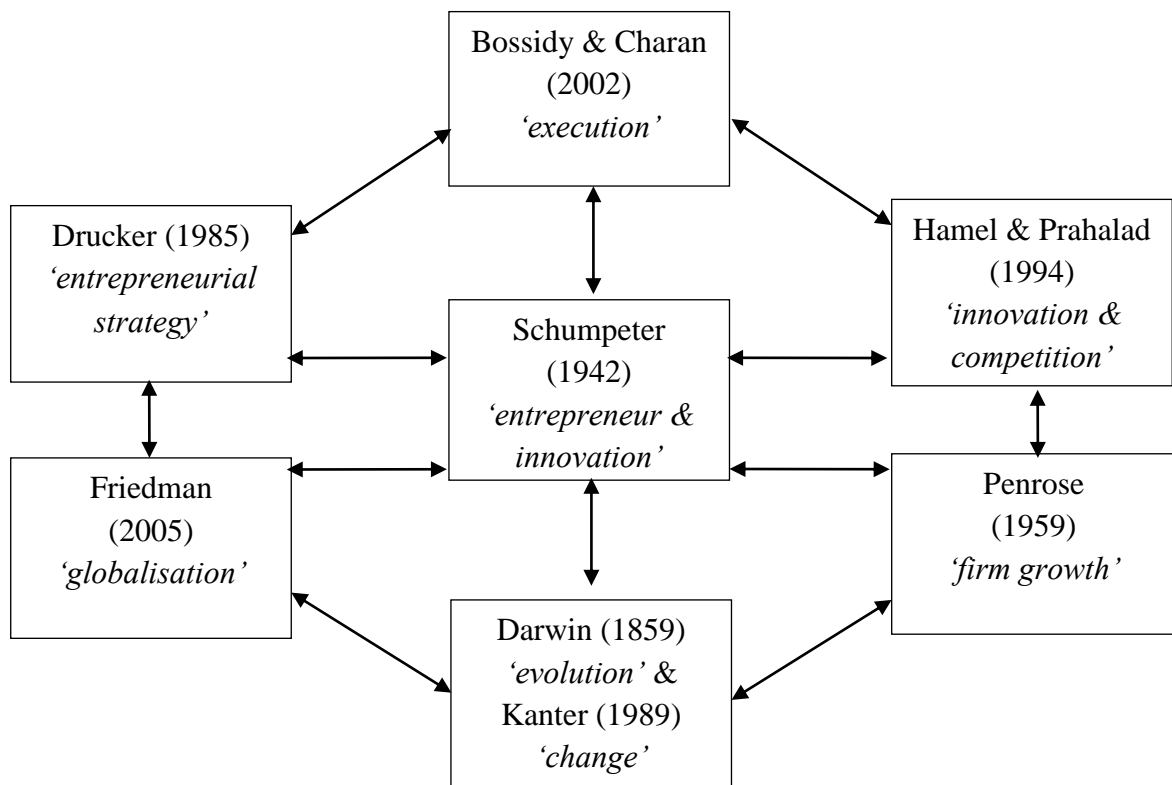 Bossidy & Charan
(2002)
‘execution’
Drucker (1985)
‘entrepreneurial
strategy’
Hamel & Prahalad
(1994)
‘innovation &
competition’
Schumpeter
(1942)
‘entrepreneur &
innovation’
Friedman
(2005)
‘globalisation’
Penrose
(1959)
‘firm growth’
Darwin (1859)
‘evolution’ &
Kanter (1989)
‘change’